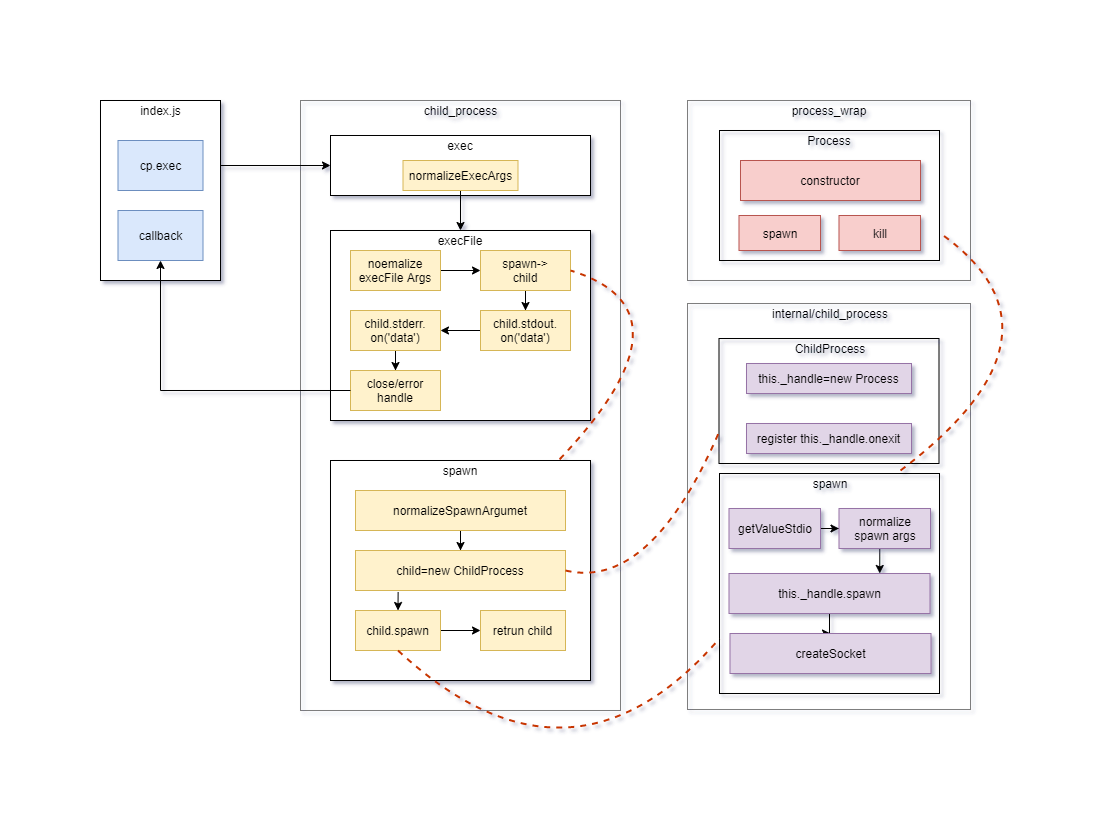 index.js
cp.exec
callback
child_process
exec
normalizeExecArgs
execFile
noemalize
execFile Args
spawn->
child
child.stderr.
on('data')
child.stdout.
on('data')
close/error
handle
spawn
normalizeSpawnArgumet
child=new ChildProcess
child.spawn
retrun child
process_wrap
Process
constructor
spawn
kill
internal/child_process
ChildProcess
this._handle=new Process
register this._handle.onexit
spawn
getValueStdio
normalize
spawn args
this._handle.spawn
createSocket